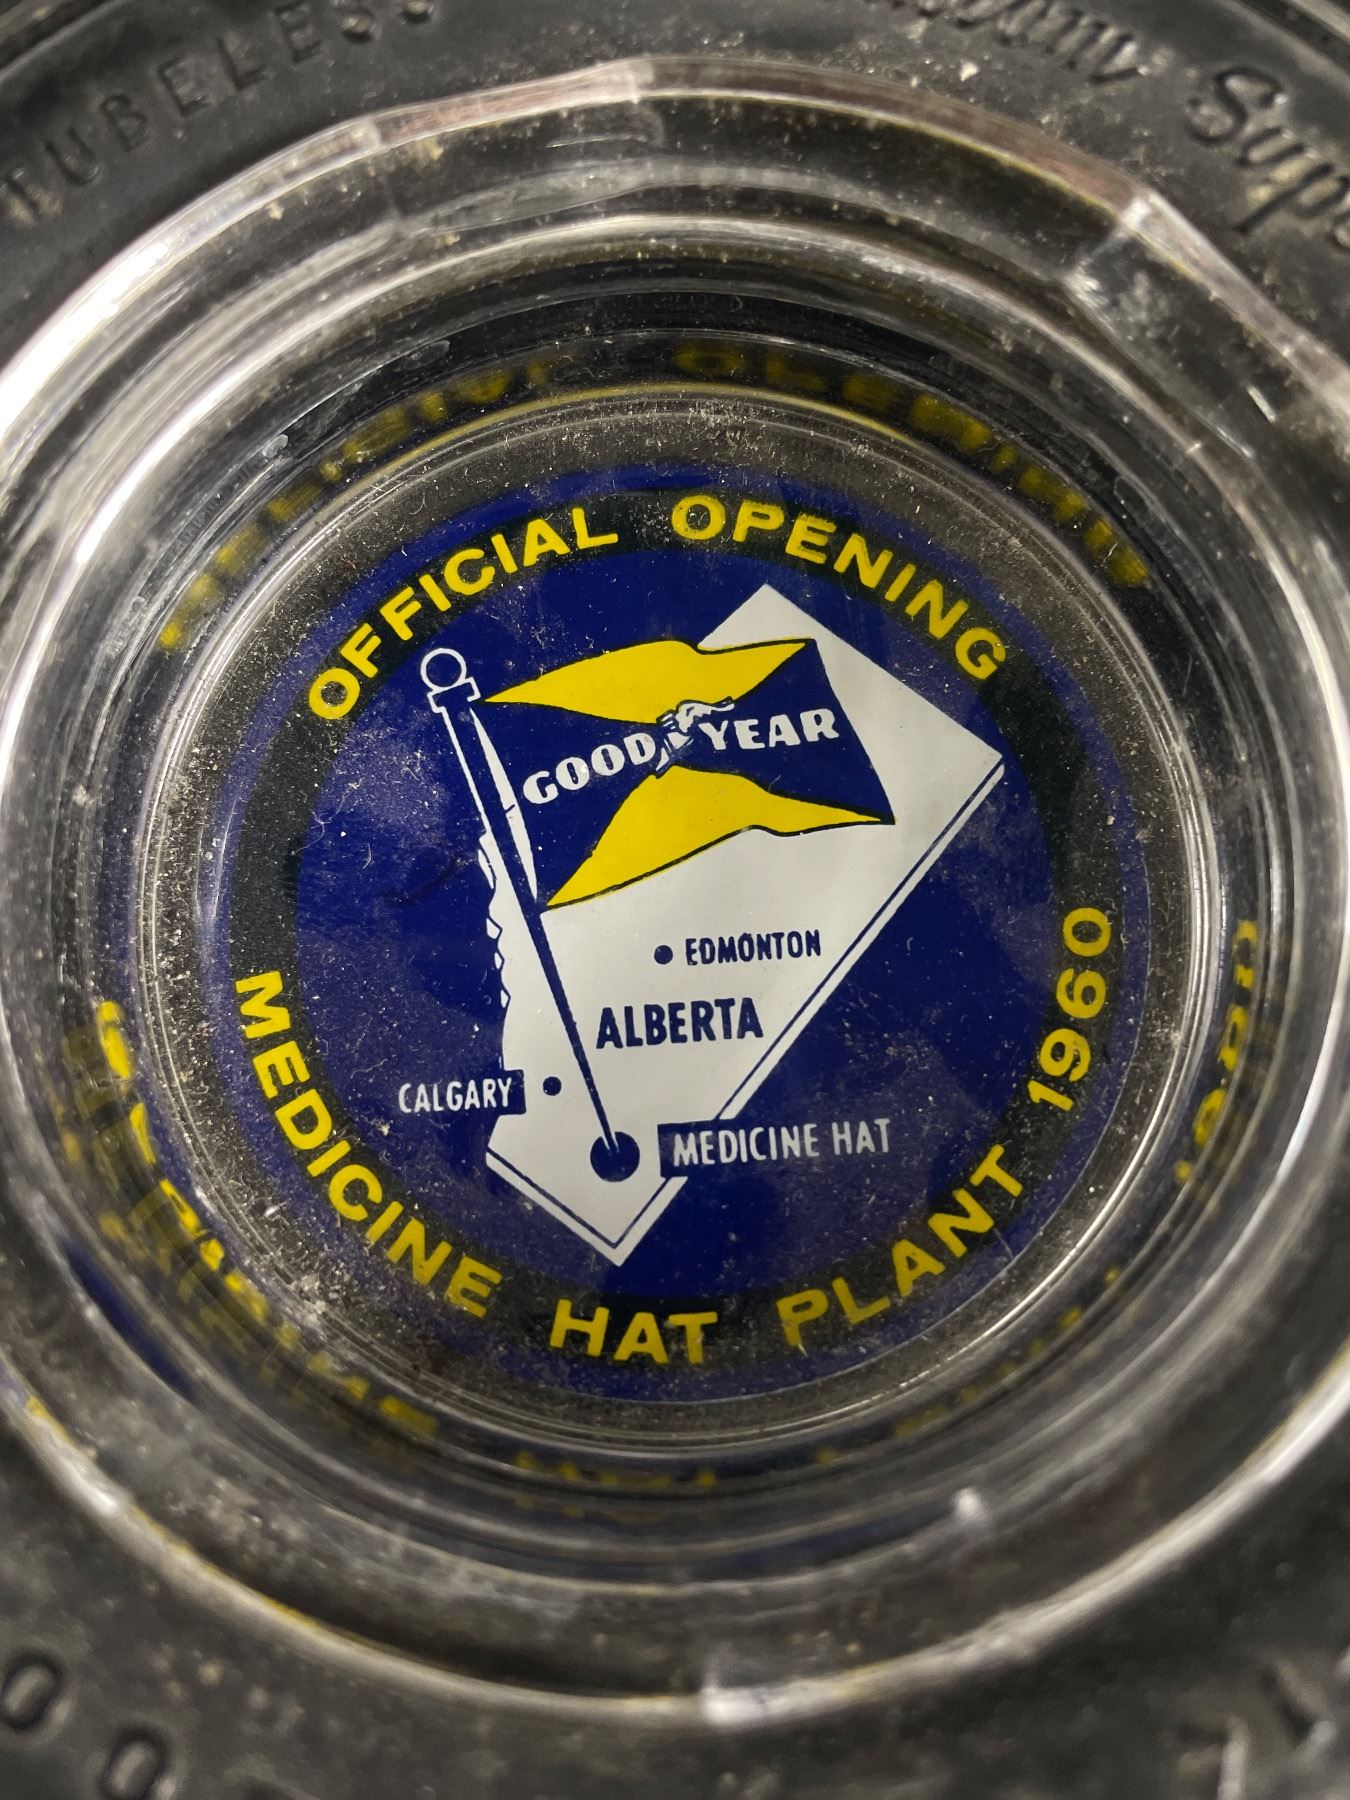 TUBELESS
OFFICIAL OPENING
GOOD YEAR
EDMONTON
ALBERTA
CALGARY
MEDICINE HAT
MEDICINE HAT PLANT 1960